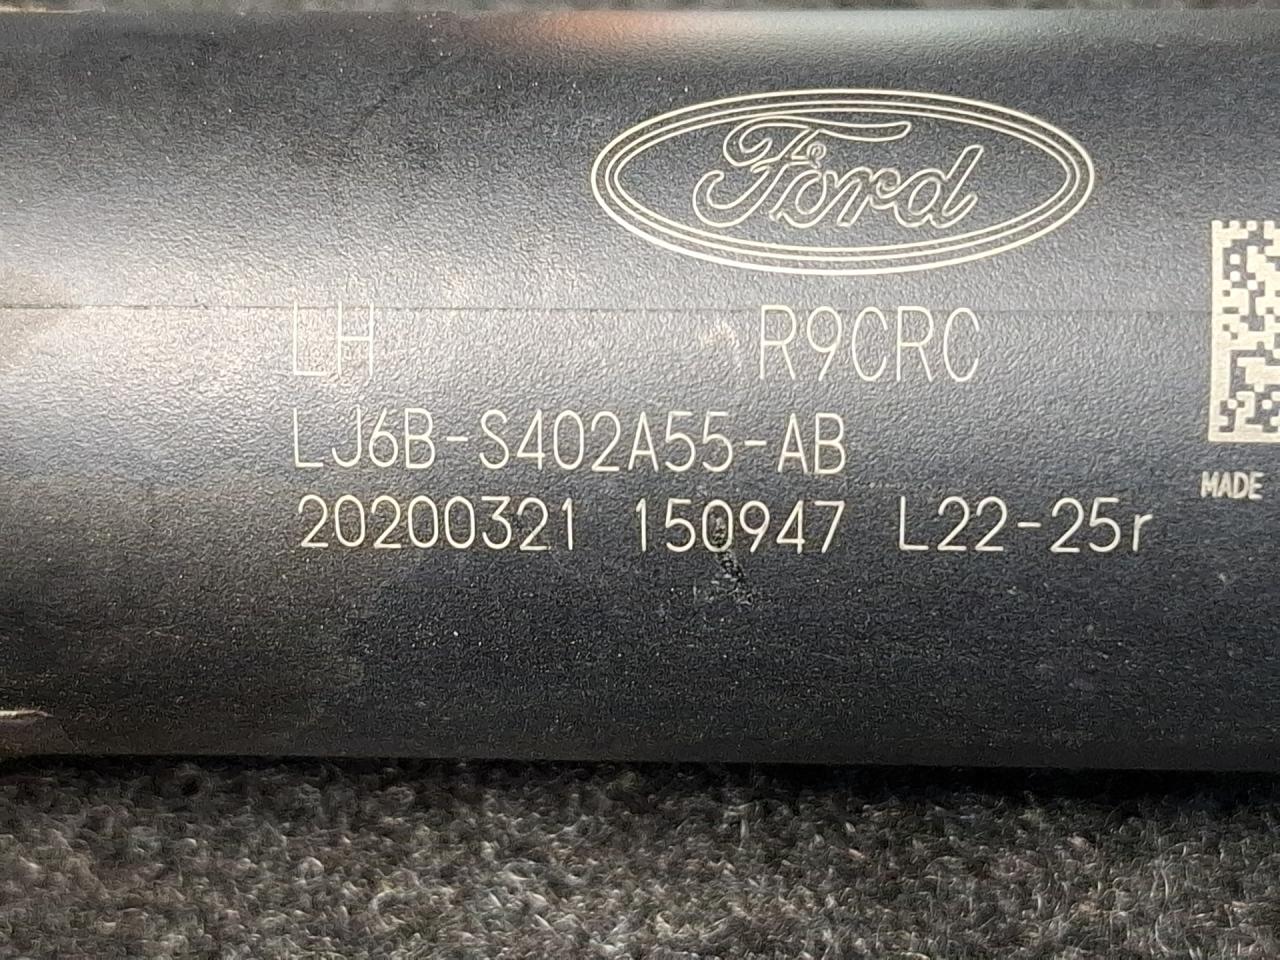 Ford
LH R9CRC
LJ6B-S402A55-AB
20200321 150947 L22-25r
MADE